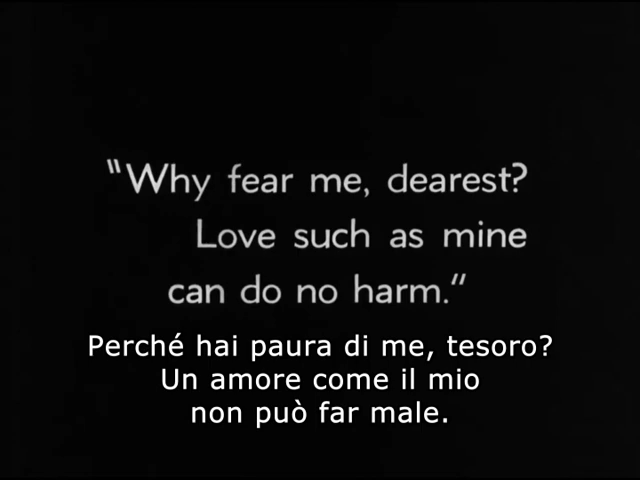 "Why fear me, dearest?
Love such as mine
can do no harm."
Perché hai paura di me, tesoro?
Un amore come il mio
non può far male.